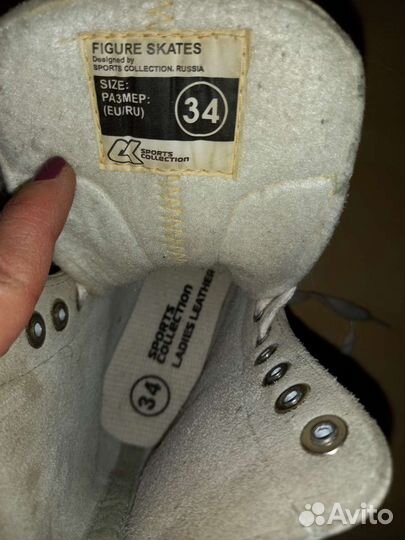 FIGURE SKATES
Designed by
SPORTS COLLECTION. RUSSIA
SIZE:
РАЗМЕР:
(EU/RU)
34
SPORTS
COLLECTION
34
SPORTS
COLLECTION
LADIES LEATHER
Avito